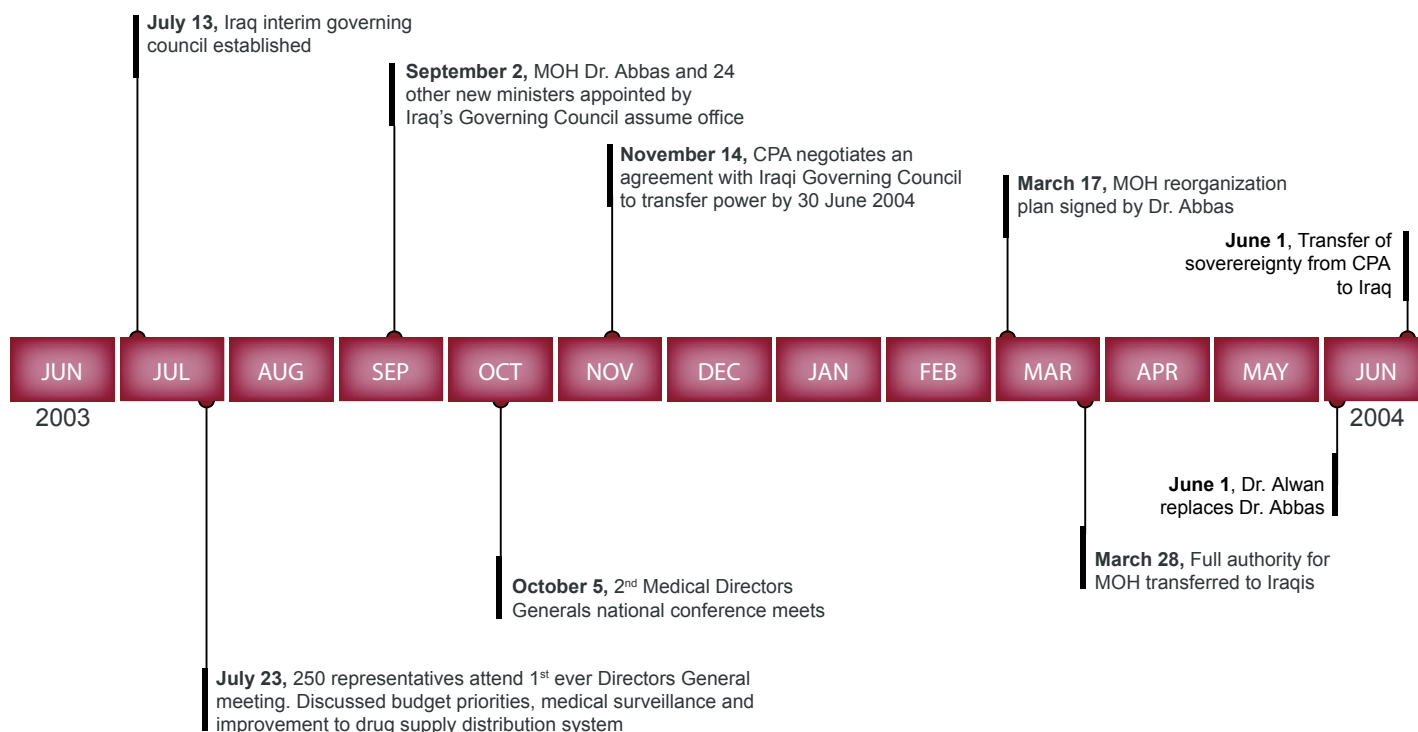 July 13, Iraq interim governing
council established
September 2, MOH Dr. Abbas and 24
other new ministers appointed by
Iraq's Governing Council assume office
November 14, CPA negotiates an
agreement with Iraqi Governing Council
to transfer power by 30 June 2004
March 17, MOH reorganization
plan signed by Dr. Abbas
June 1, Transfer of
soverereignty from CPA
to Iraq
JUN JUL AUG SEP OCT NOV DEC JAN FEB MAR APR MAY JUN
2003 2004
June 1, Dr. Alwan
replaces Dr. Abbas
March 28, Full authority for
MOH transferred to Iraqis
October 5, 2nd Medical Directors
Generals national conference meets
July 23, 250 representatives attend 1st ever Directors General
meeting. Discussed budget priorities, medical surveillance and
improvement to drug supply distribution system